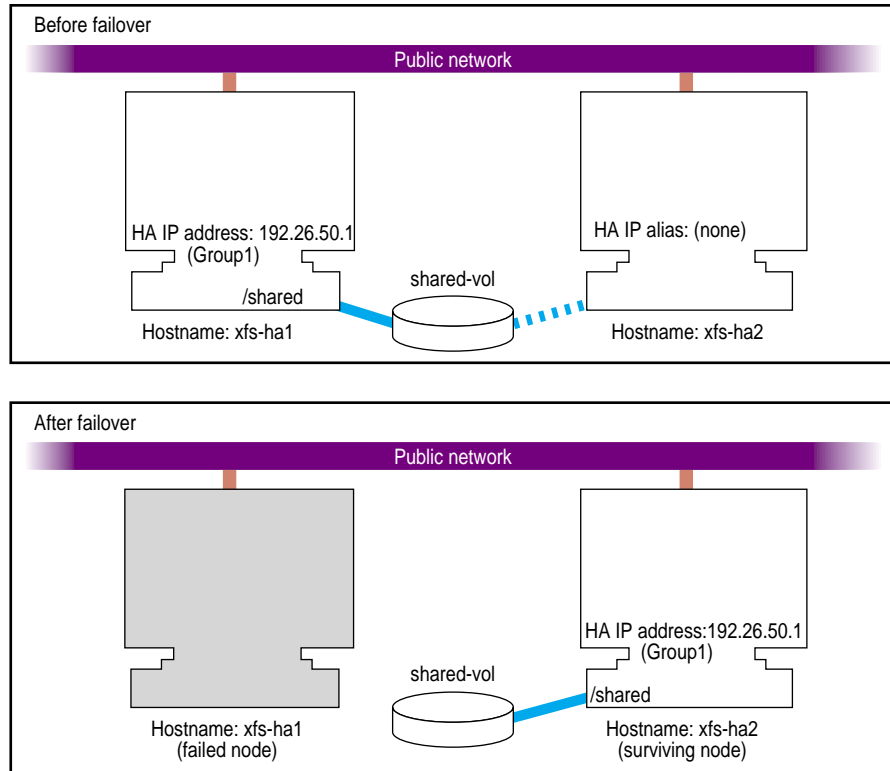 Before failover
Public network
HA IP address: 192.26.50.1
(Group1)
HA IP alias: (none)
/shared
shared-vol
Hostname: xfs-ha1
Hostname: xfs-ha2
After failover
Public network
HA IP address:192.26.50.1
(Group1)
shared-vol
/shared
Hostname: xfs-ha1
(failed node)
Hostname: xfs-ha2
(surviving node)